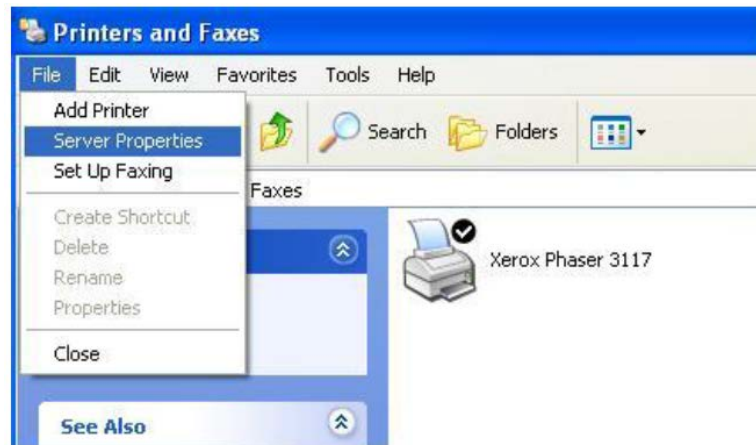 Printers and Faxes
File Edit View Favorites Tools Help
Add Printer
Server Properties
Set Up Faxing
Create Shortcut
Delete
Rename
Properties
Close
Search Folders
Faxes
Xerox Phaser 3117
See Also